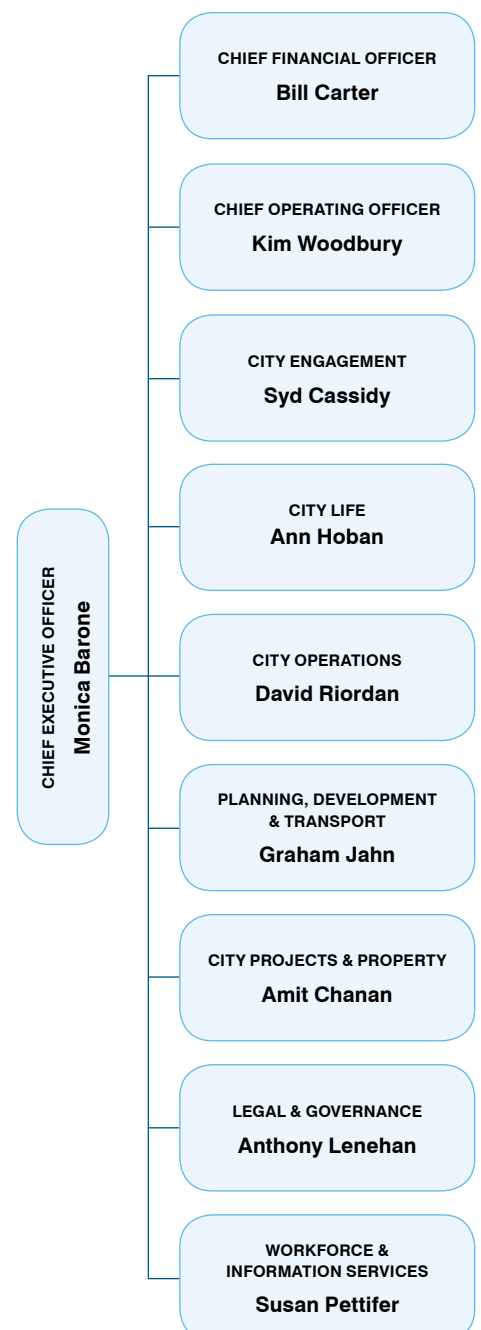 CHIEF EXECUTIVE OFFICER
Monica Barone
CHIEF FINANCIAL OFFICER
Bill Carter
CHIEF OPERATING OFFICER
Kim Woodbury
CITY ENGAGEMENT
Syd Cassidy
CITY LIFE
Ann Hoban
CITY OPERATIONS
David Riordan
PLANNING, DEVELOPMENT
& TRANSPORT
Graham Jahn
CITY PROJECTS & PROPERTY
Amit Chanan
LEGAL & GOVERNANCE
Anthony Lenehan
WORKFORCE &
INFORMATION SERVICES
Susan Pettifer